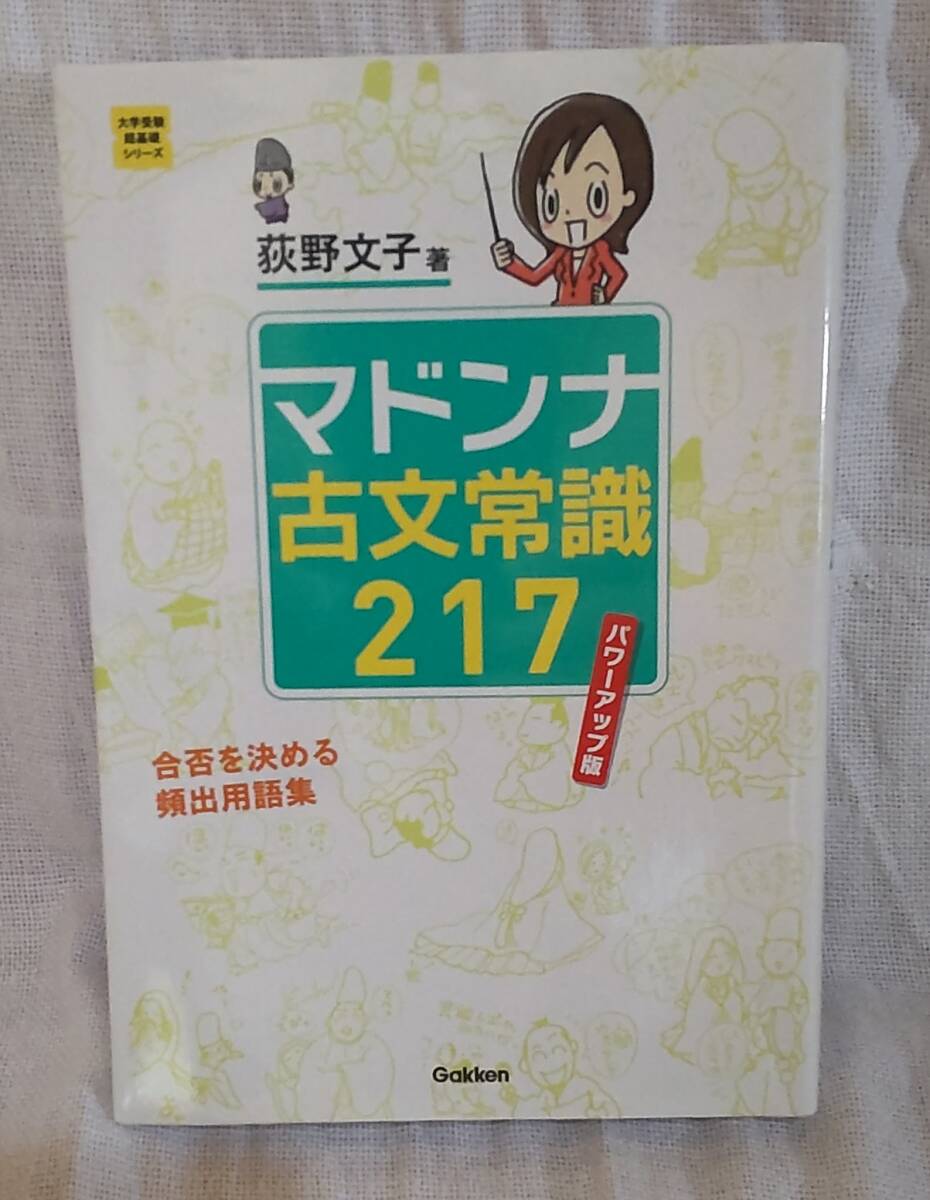 大学受験
超基礎
シリーズ
荻野文子 著
マドンナ
古文常識
217
パワーアップ版
合否を決める
頻出用語集
Gakken